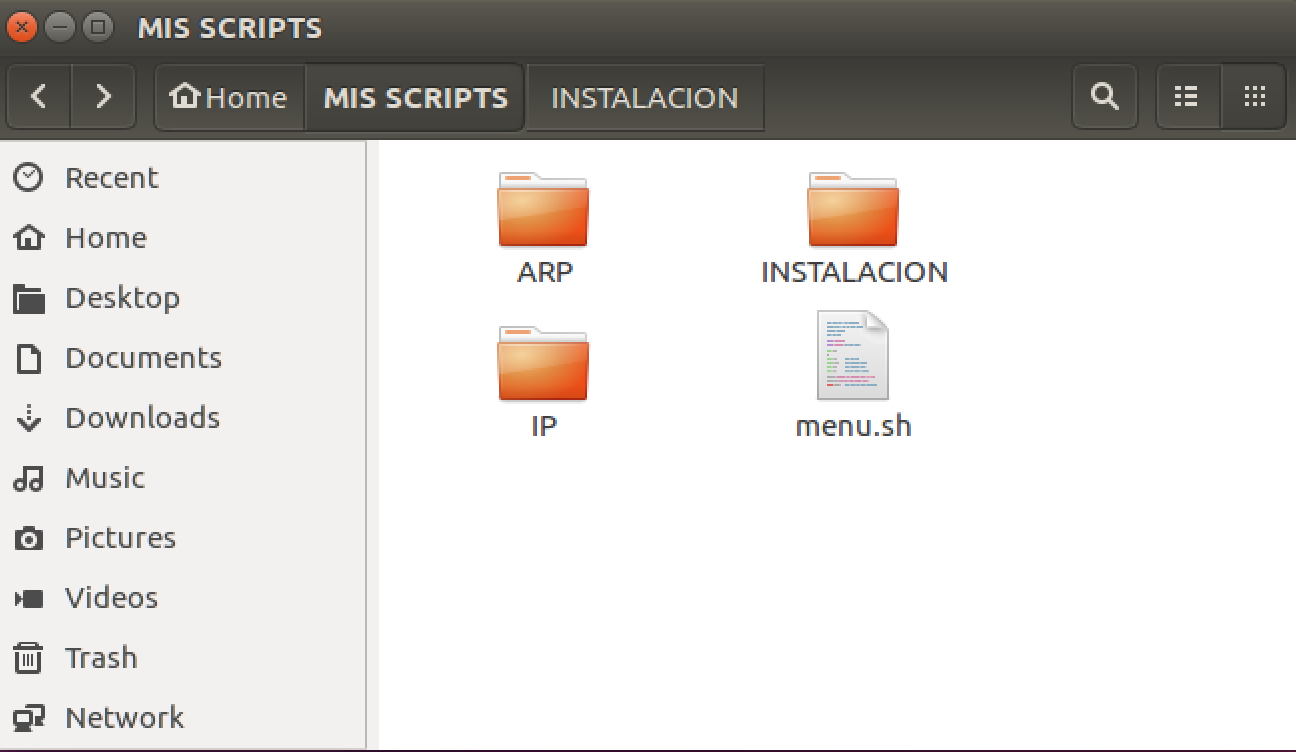 MIS SCRIPTS
Home MIS SCRIPTS INSTALACION
Recent
Home
Desktop
Documents
Downloads
Music
Pictures
Videos
Trash
Network
ARP INSTALACION
IP menu.sh